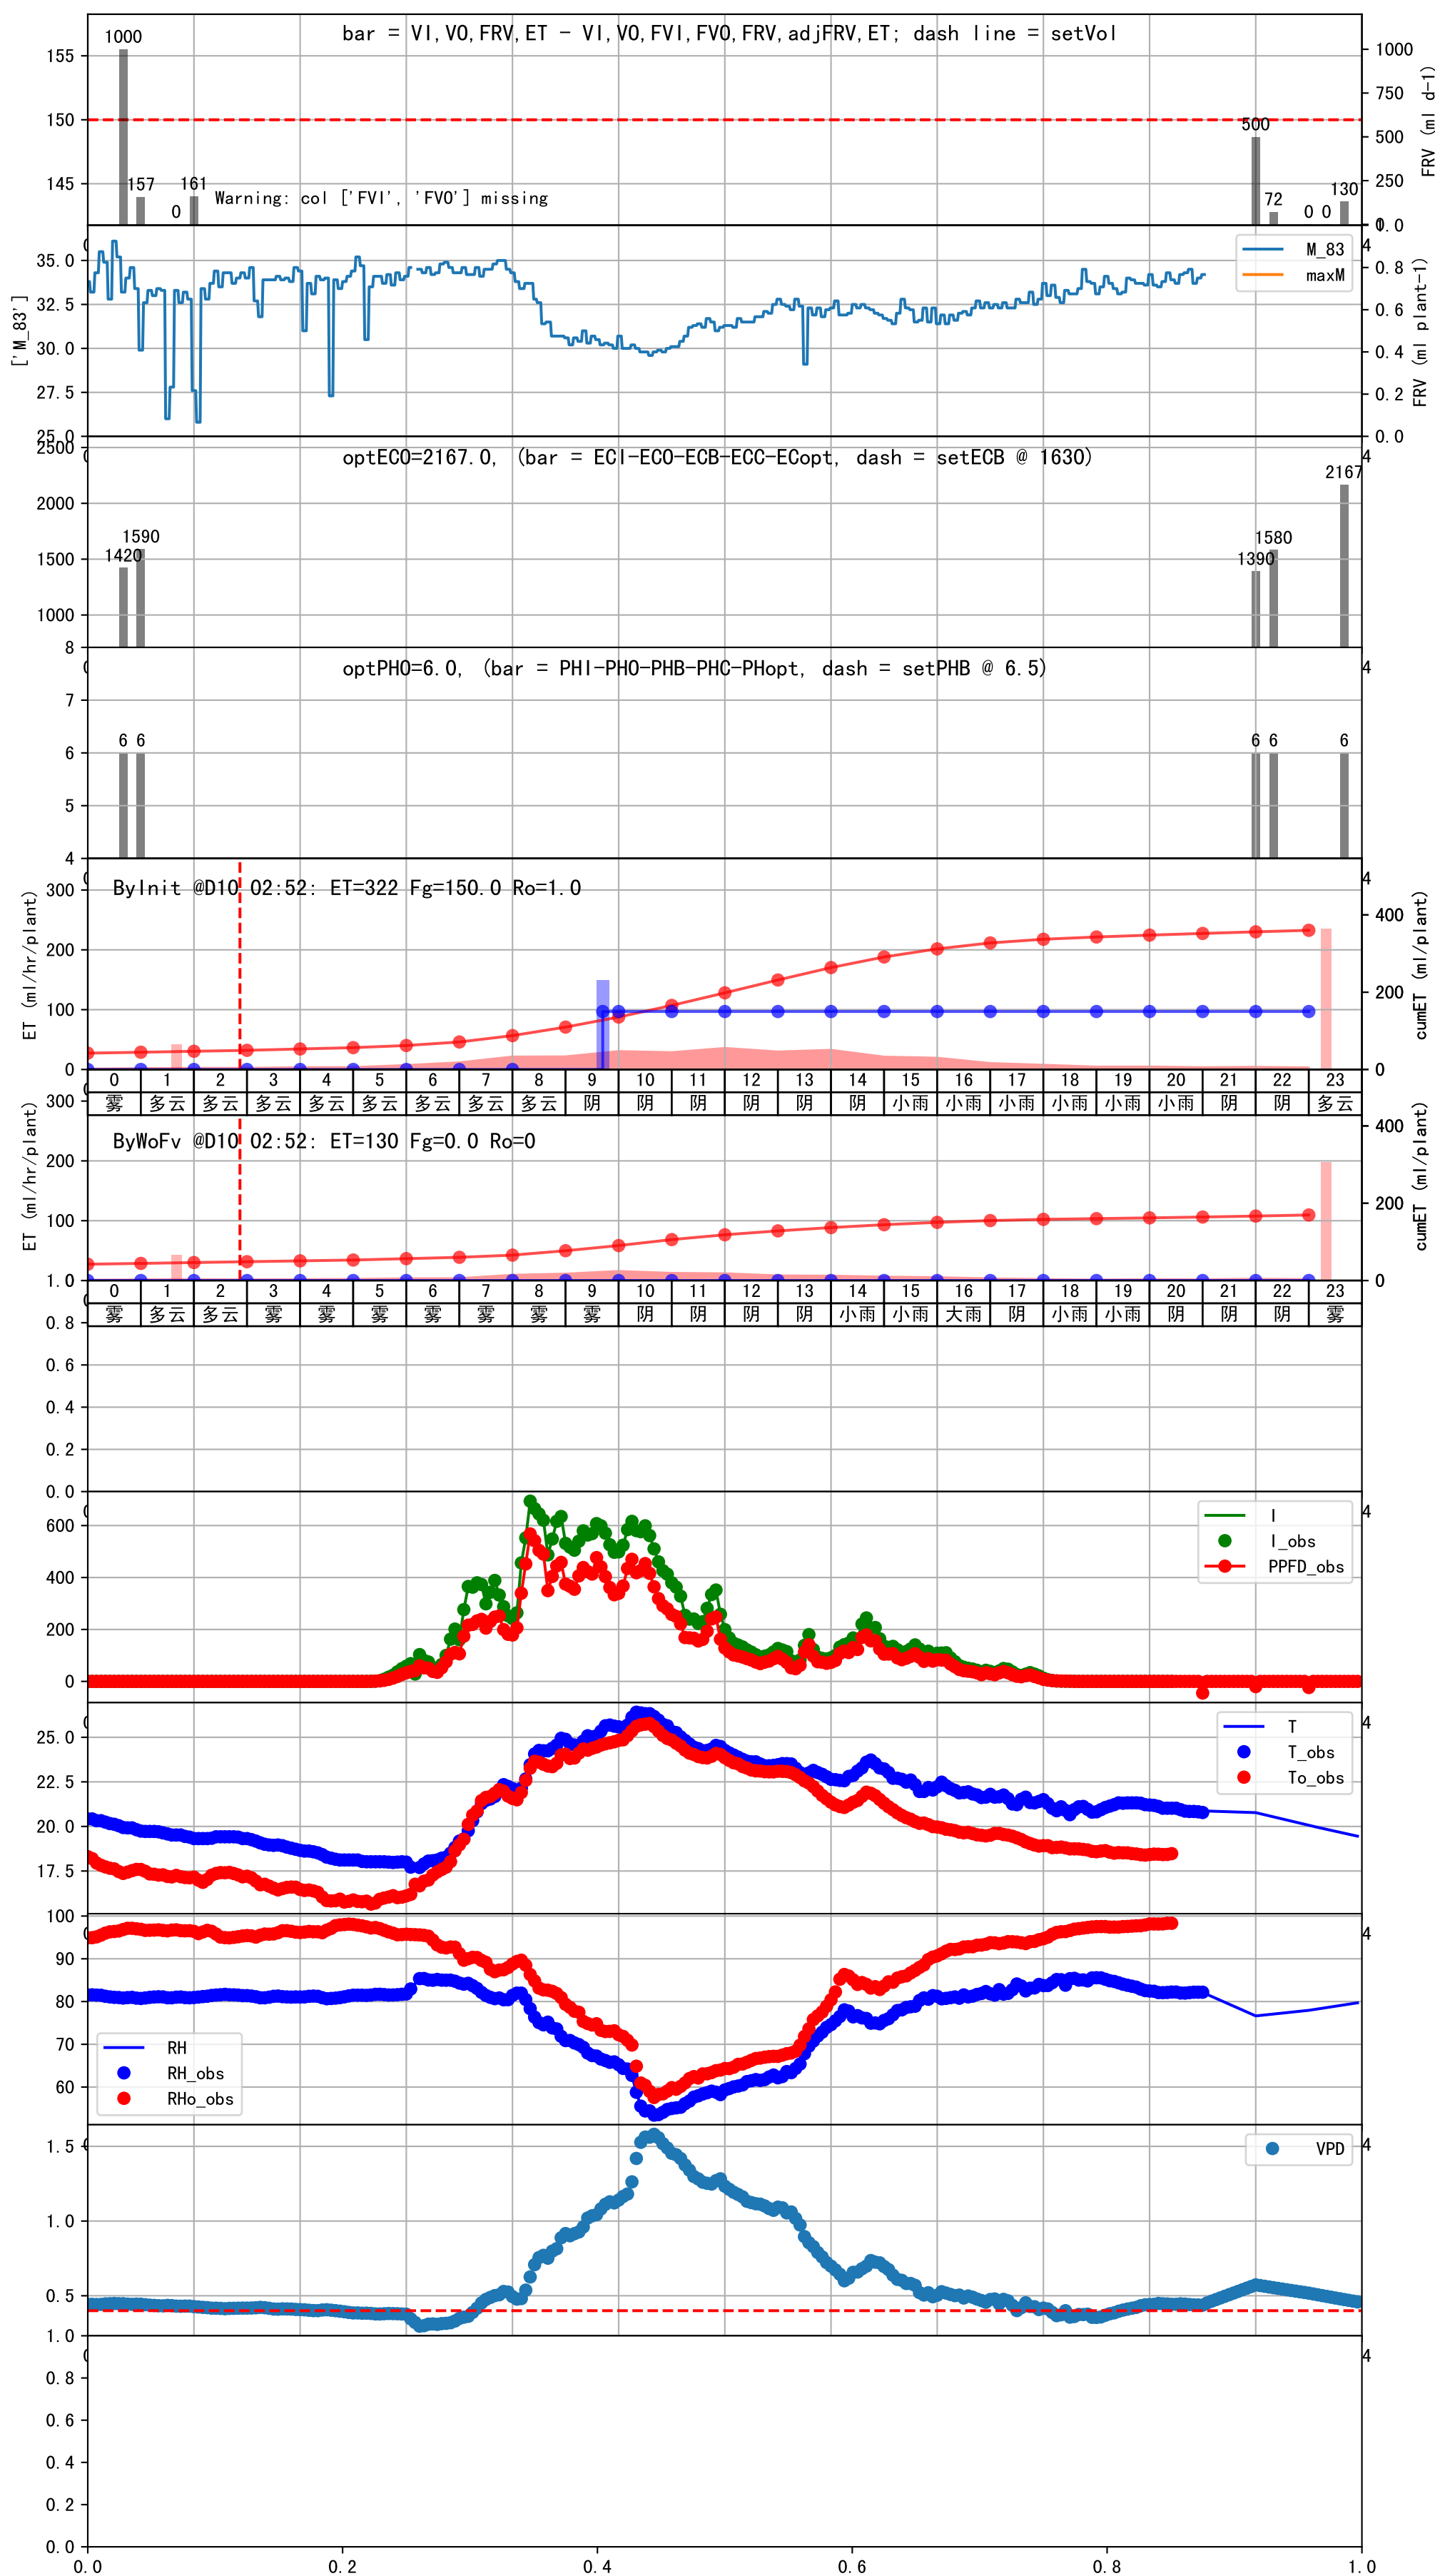 bar = VI,VO,FRV,ET - VI,VO,FVI,FVO,FRV,adjFRV,ET; dash line = setVol
1000
157
0
161
Warning: col ['FVI', 'FVO'] missing
500
72
0 0
130
155
150
145
1000
750
500
250
FRV (ml d-1)
M_83
maxM
['M_83']
35.0
32.5
30.0
27.5
25.0
1.0
0.8
0.6
0.4
0.2
0.0
FRV (ml plant-1)
optECO=2167.0, (bar = ECI-ECO-ECB-ECC-ECopt, dash = setECB @ 1630)
2500
2000
1500
1000
1420
1590
1390
1580
2167
optPHO=6.0, (bar = PHI-PHO-PHB-PHC-PHopt, dash = setPHB @ 6.5)
8
7
6
5
4
6 6
6 6
6
ByInit @D10 02:52: ET=322 Fg=150.0 Ro=1.0
ET (ml/hr/plant)
300
200
100
0
400
200
0
cumET (ml/plant)
0 1 2 3 4 5 6 7 8 9 10 11 12 13 14 15 16 17 18 19 20 21 22 23
雾 多云 多云 多云 多云 多云 多云 多云 多云 阴 阴 阴 阴 阴 阴 小雨 小雨 小雨 小雨 小雨 小雨 阴 阴 多云
ByWoFv @D10 02:52: ET=130 Fg=0.0 Ro=0
ET (ml/hr/plant)
300
200
100
400
200
0
cumET (ml/plant)
0 1 2 3 4 5 6 7 8 9 10 11 12 13 14 15 16 17 18 19 20 21 22 23
雾 多云 多云 雾 雾 雾 雾 雾 雾 雾 阴 阴 阴 阴 小雨 小雨 大雨 阴 小雨 小雨 阴 阴 阴 雾
1.0
0.8
0.6
0.4
0.2
0.0
I
I_obs
PPFD_obs
600
400
200
0
T
T_obs
To_obs
25.0
22.5
20.0
17.5
RH
RH_obs
RHo_obs
100
90
80
70
60
VPD
1.5
1.0
0.5
1.0
0.8
0.6
0.4
0.2
0.0
0.0 0.2 0.4 0.6 0.8 1.0